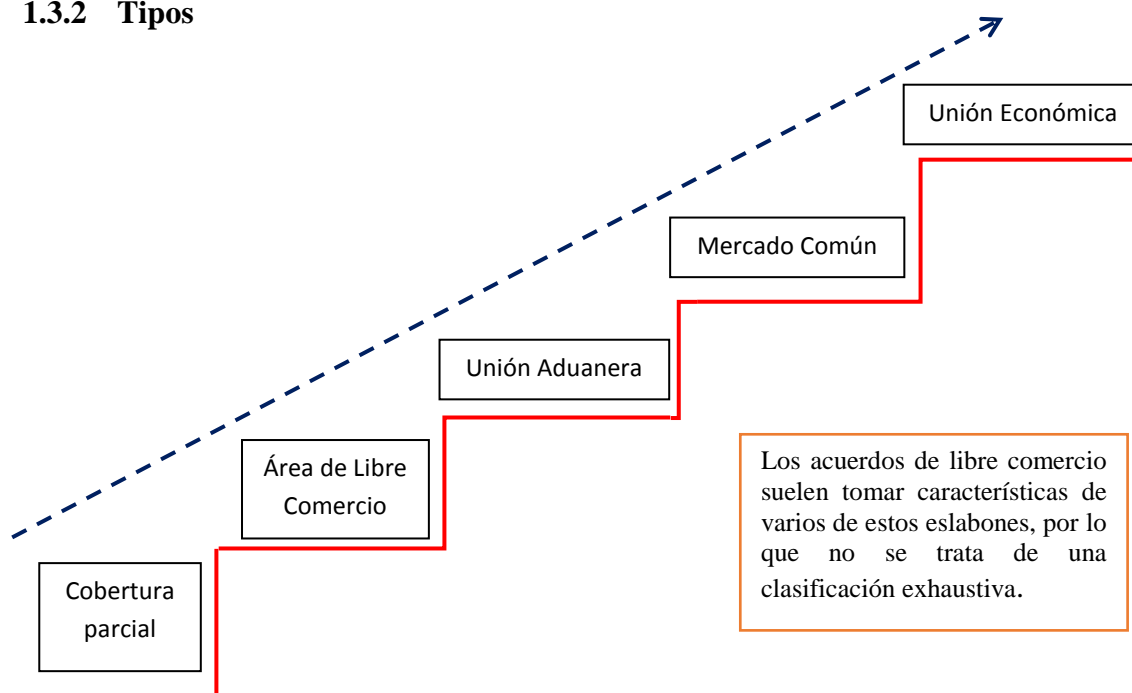 1.3.2 Tipos
Unión Económica
Mercado Común
Unión Aduanera
Área de Libre
Comercio
Cobertura
parcial
Los acuerdos de libre comercio
suelen tomar características de
varios de estos eslabones, por lo
que no se trata de una
clasificación exhaustiva.